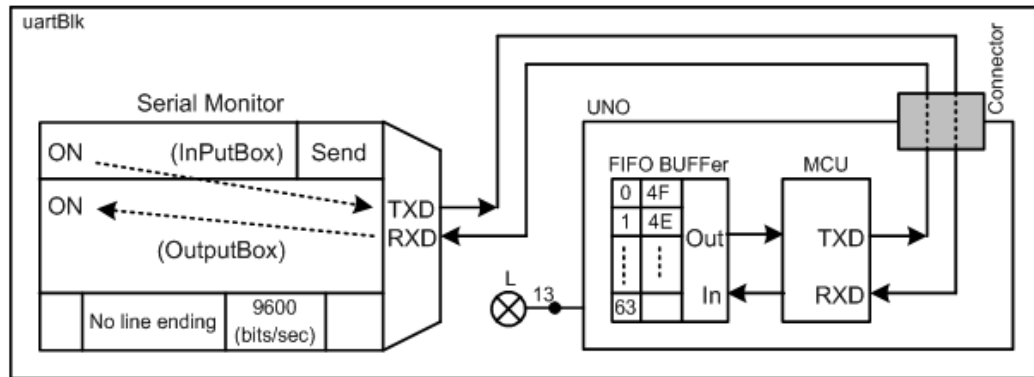 uartBlk
Connector
Serial Monitor
UNO
ON (InPutBox) Send
FIFO BUFFer MCU
0 4F
ON TXD
1 4E
RXD
Out TXD
(OutputBox)
L
13
In RXD
63
No line ending 9600
(bits/sec)